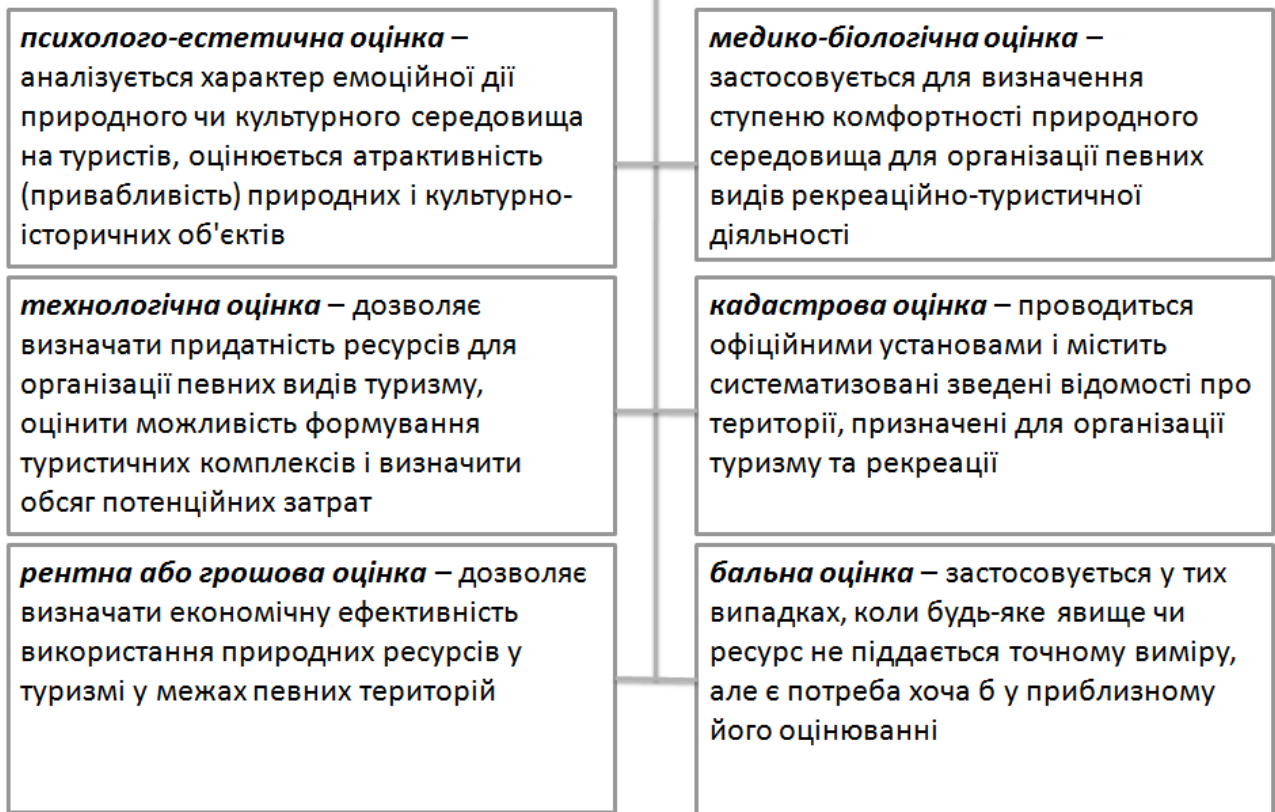 психолого-естетична оцінка –
аналізується характер емоційної дії
природного чи культурного середовища
на туристів, оцінюється атрактивність
(привабливість) природних і культурно-
історичних об'єктів
медико-біологічна оцінка –
застосовується для визначення
ступеню комфортності природного
середовища для організації певних
видів рекреаційно-туристичної
діяльності
технологічна оцінка – дозволяє
визначати придатність ресурсів для
організації певних видів туризму,
оцінити можливість формування
туристичних комплексів і визначити
обсяг потенційних затрат
кадастрова оцінка – проводиться
офіційними установами і містить
систематизовані зведені відомості про
території, призначені для організації
туризму та рекреації
рентна або грошова оцінка – дозволяє
визначати економічну ефективність
використання природних ресурсів у
туризмі у межах певних територій
бальна оцінка – застосовується у тих
випадках, коли будь-яке явище чи
ресурс не піддається точному виміру,
але є потреба хоча б у приблизному
його оцінюванні